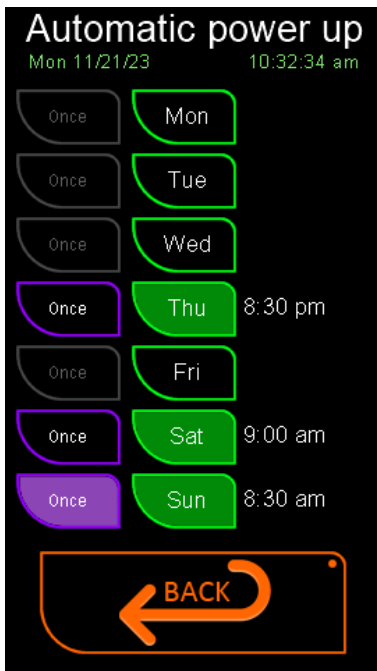 Automatic power up
Mon 11/21/23 10:32:34 am
Once Mon
Once Tue
Once Wed
Once Thu 8:30 pm
Once Fri
Once Sat 9:00 am
Once Sun 8:30 am
BACK